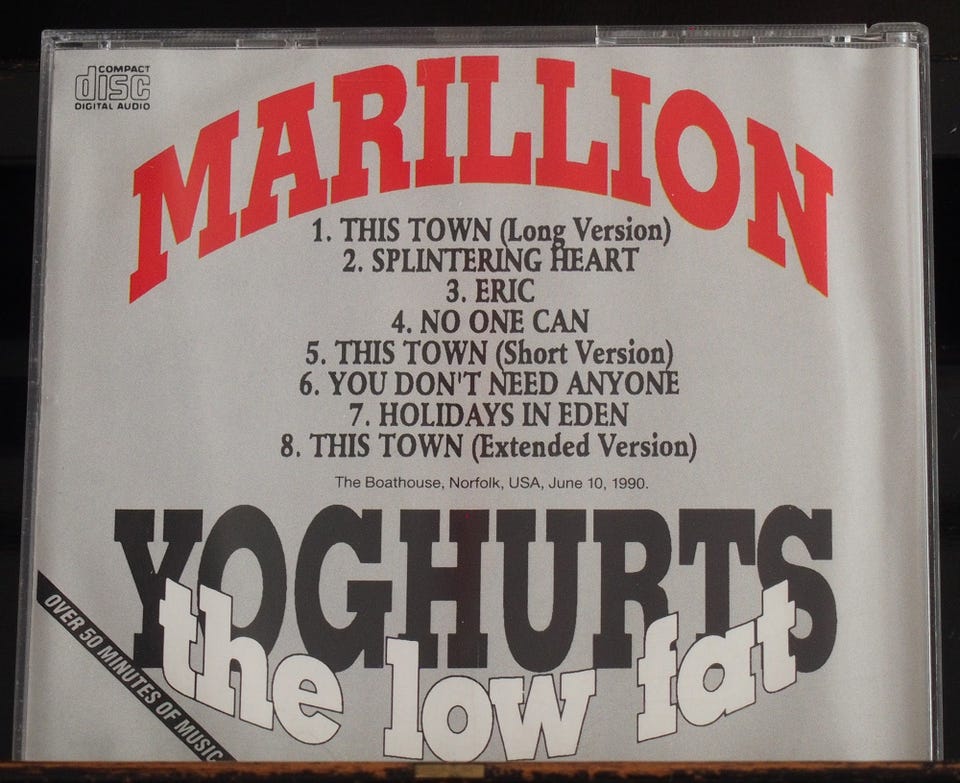 COMPACT
disc
DIGITAL AUDIO
MARILLION
1. THIS TOWN (Long Version)
2. SPLINTERING HEART
3. ERIC
4. NO ONE CAN
5. THIS TOWN (Short Version)
6. YOU DON'T NEED ANYONE
7. HOLIDAYS IN EDEN
8. THIS TOWN (Extended Version)
The Boathouse, Norfolk, USA, June 10, 1990.
YOGHURTS
the low fat
OVER 50 MINUTES OF MUSIC